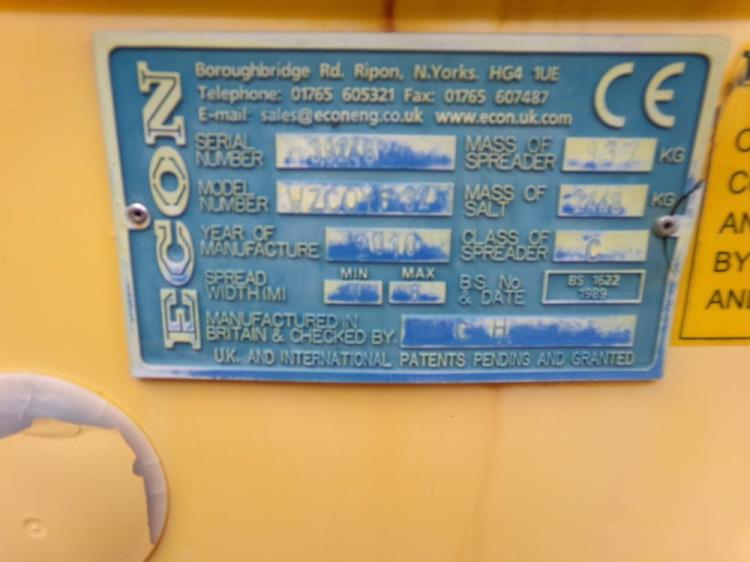 ECON
Boroughbridge Rd. Ripon, N.Yorks. HG4 1UE
Telephone: 01765 605321 Fax: 01765 607487
E-mail: sales@econeng.co.uk www.econ.uk.com
CE
SERIAL NUMBER
MASS OF SPREADER KG
MODEL NUMBER
MASS OF SALT KG
YEAR OF MANUFACTURE 2010
CLASS OF SPREADER C
SPREAD WIDTH (M) MIN MAX
B.S. No. & DATE BS 1622 1989
MANUFACTURED IN BRITAIN & CHECKED BY. G H
U.K. AND INTERNATIONAL PATENTS PENDING AND GRANTED
BY